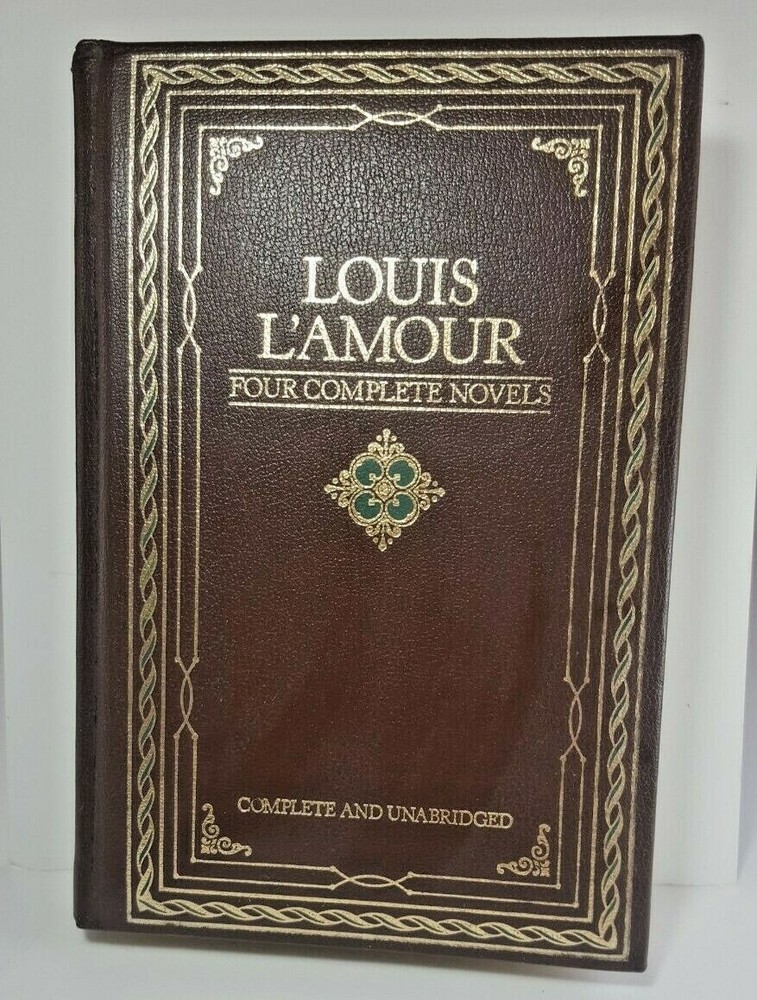 LOUIS
L'AMOUR
FOUR COMPLETE NOVELS
COMPLETE AND UNABRIDGED